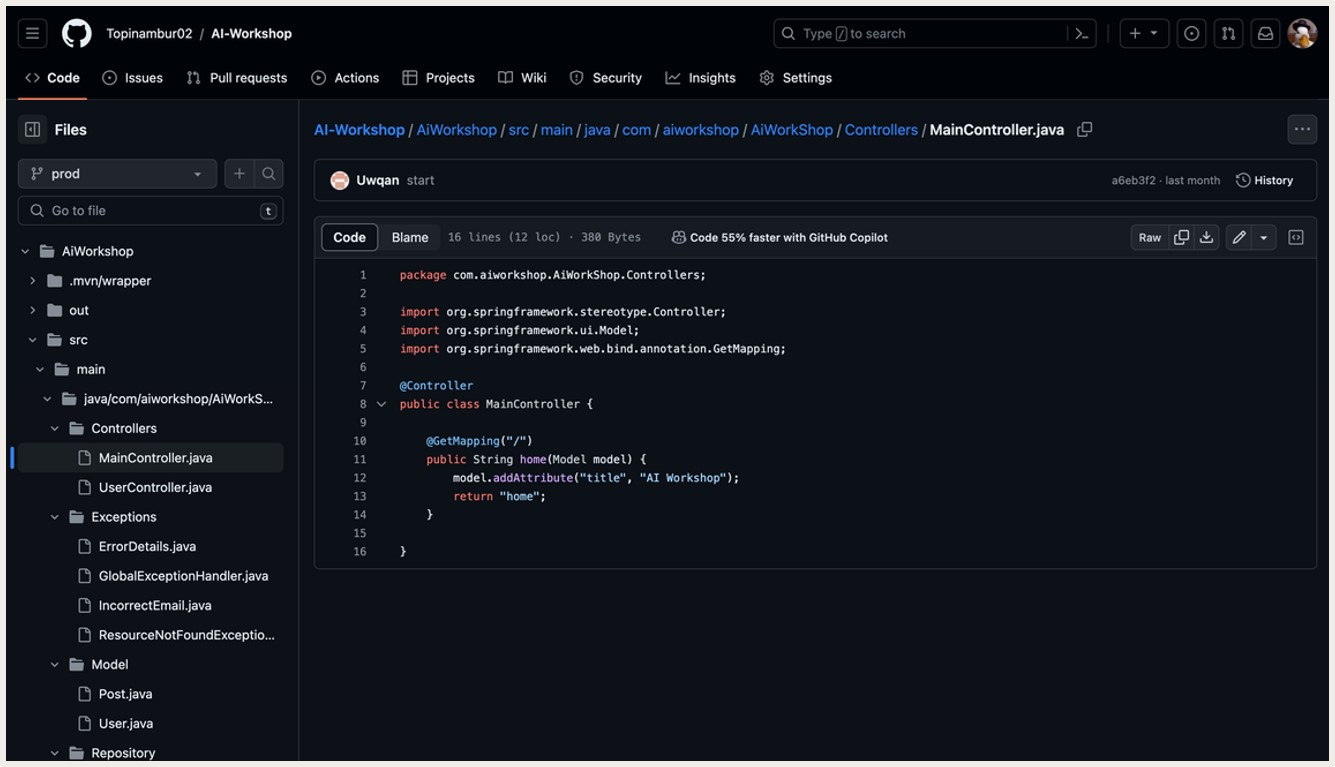 Topinambur02 / AI-Workshop
Type / to search
Code Issues Pull requests Actions Projects Wiki Security Insights Settings
Files
prod
Go to file t
AiWorkshop
.mvn/wrapper
out
src
main
java/com/aiworkshop/AiWorkS...
Controllers
MainController.java
UserController.java
Exceptions
ErrorDetails.java
GlobalExceptionHandler.java
IncorrectEmail.java
ResourceNotFoundExceptio...
Model
Post.java
User.java
Repository
AI-Workshop / AiWorkshop / src / main / java / com / aiworkshop / AiWorkShop / Controllers / MainController.java
Uwqan start a6eb3f2 · last month History
Code Blame 16 lines (12 loc) · 380 Bytes Code 55% faster with GitHub Copilot Raw
1 package com.aiworkshop.AiWorkShop.Controllers;
2
3 import org.springframework.stereotype.Controller;
4 import org.springframework.ui.Model;
5 import org.springframework.web.bind.annotation.GetMapping;
6
7 @Controller
8 public class MainController {
9
10 @GetMapping("/")
11 public String home(Model model) {
12 model.addAttribute("title", "AI Workshop");
13 return "home";
14 }
15
16 }